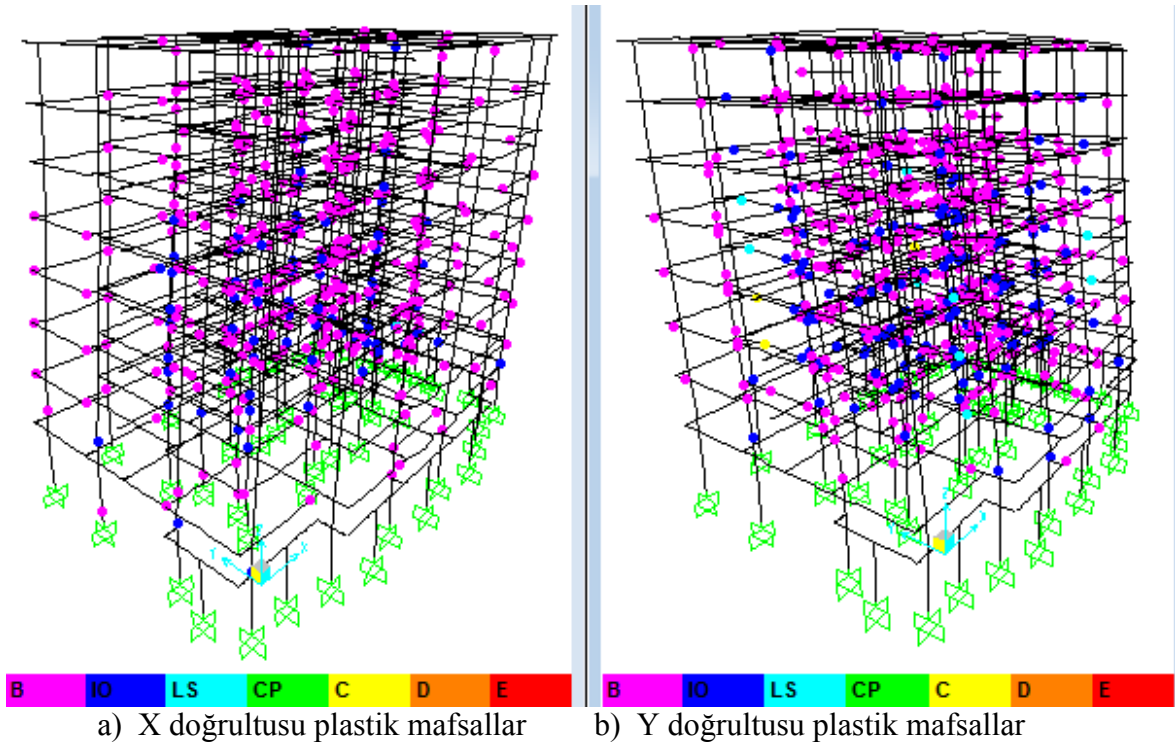 Y
Z
X
Z
X
B IO LS CP C D E
B IO LS CP C D E
a) X doğrultusu plastik mafsallar
b) Y doğrultusu plastik mafsallar